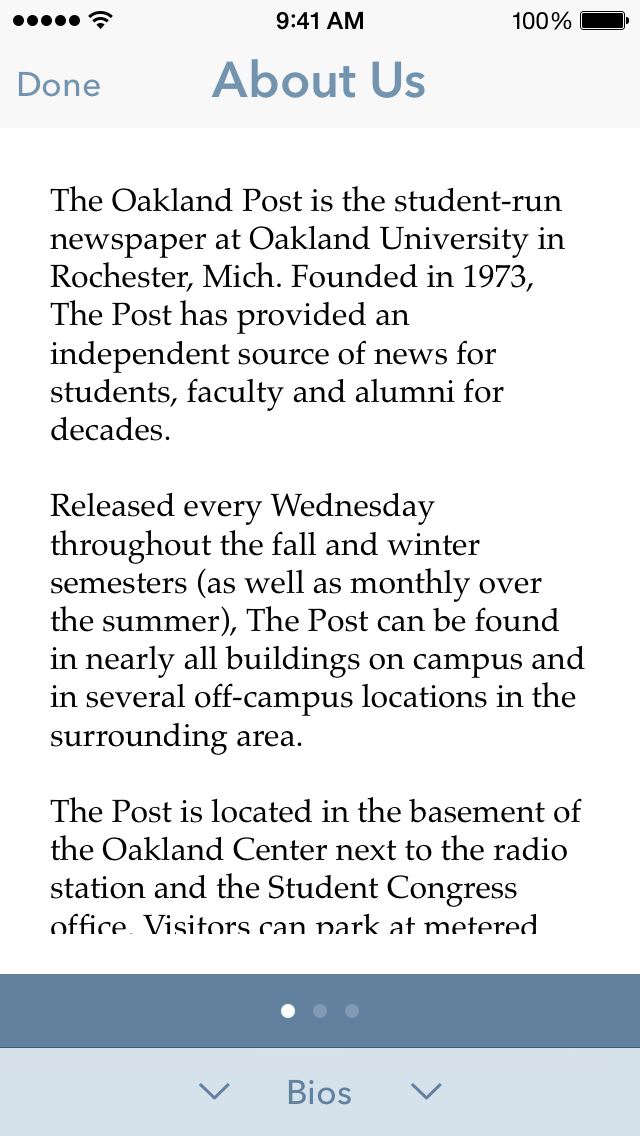 9:41 AM
100%
Done
About Us
The Oakland Post is the student-run
newspaper at Oakland University in
Rochester, Mich. Founded in 1973,
The Post has provided an
independent source of news for
students, faculty and alumni for
decades.
Released every Wednesday
throughout the fall and winter
semesters (as well as monthly over
the summer), The Post can be found
in nearly all buildings on campus and
in several off-campus locations in the
surrounding area.
The Post is located in the basement of
the Oakland Center next to the radio
station and the Student Congress
office. Visitors can park at metered
Bios